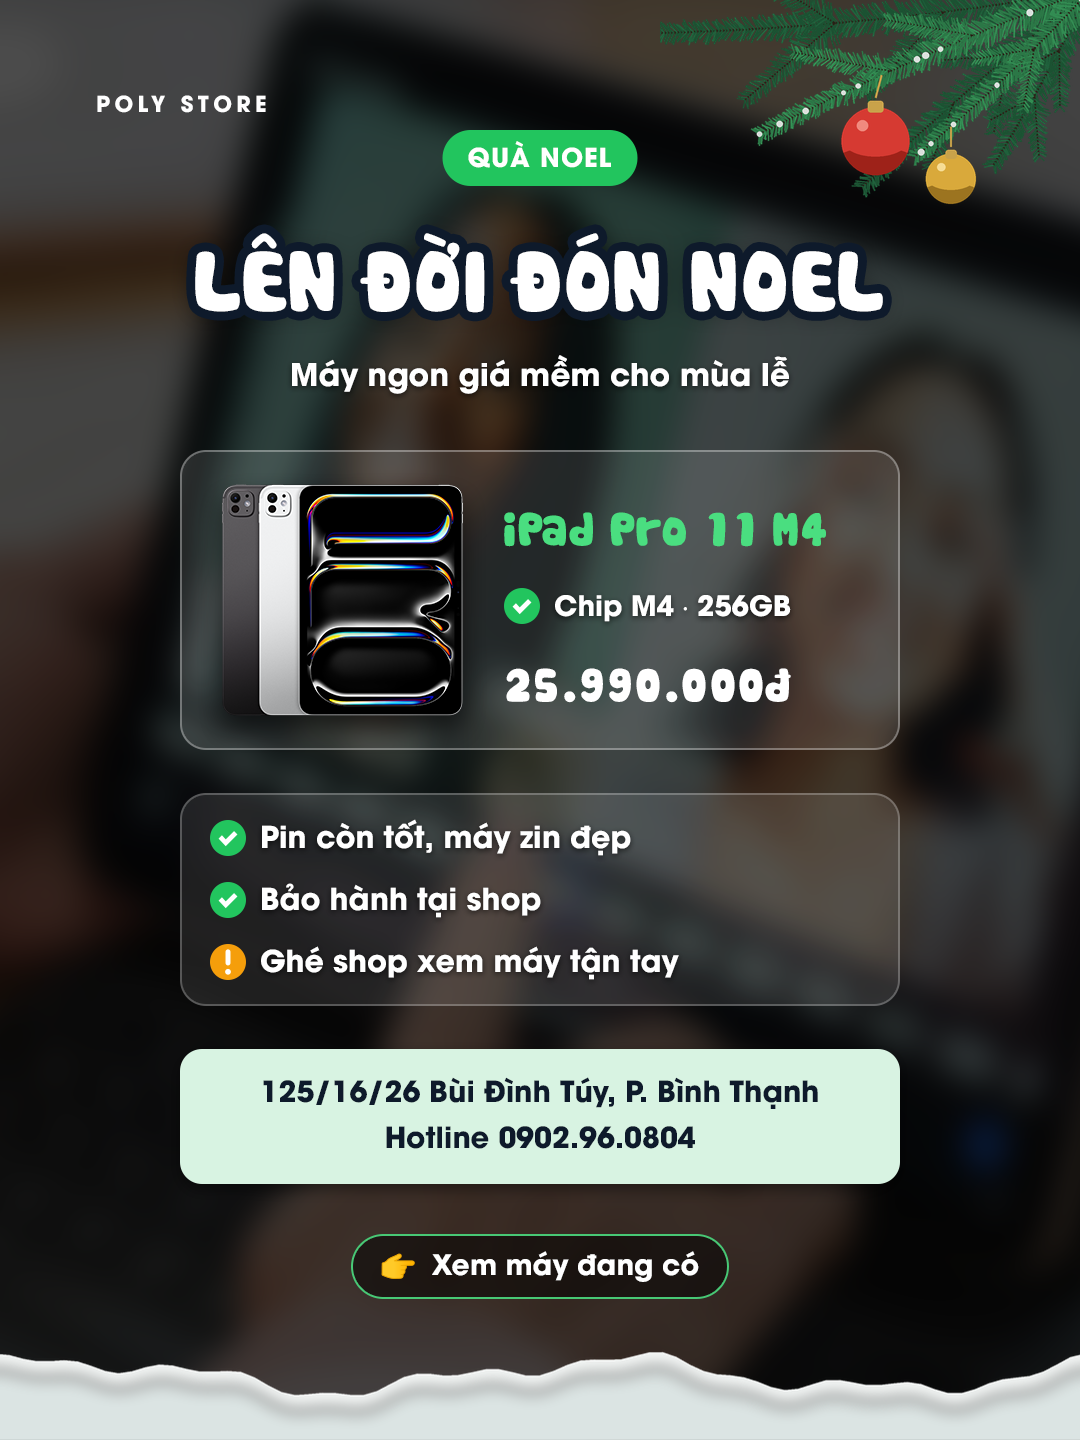 POLY STORE
QUÀ NOEL
LÊN ĐỜI ĐÓN NOEL
Máy ngon giá mềm cho mùa lễ
iPad Pro 11 M4
Chip M4 · 256GB
25.990.000đ
Pin còn tốt, máy zin đẹp
Bảo hành tại shop
Ghé shop xem máy tận tay
125/16/26 Bùi Đình Túy, P. Bình Thạnh
Hotline 0902.96.0804
👉 Xem máy đang có